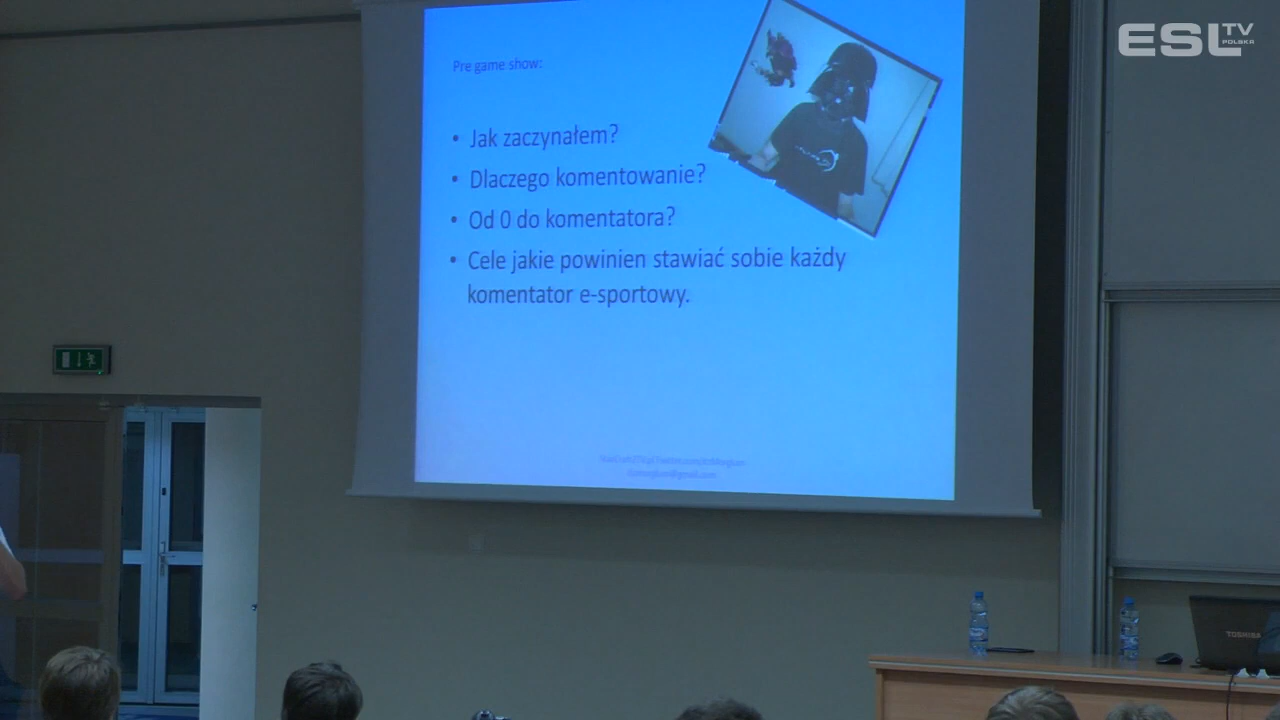 ESL TV
POLSKA
Pre game show:
• Jak zaczynałem?
• Dlaczego komentowanie?
• Od 0 do komentatora?
• Cele jakie powinien stawiać sobie każdy
komentator e-sportowy.
TOSHIBA